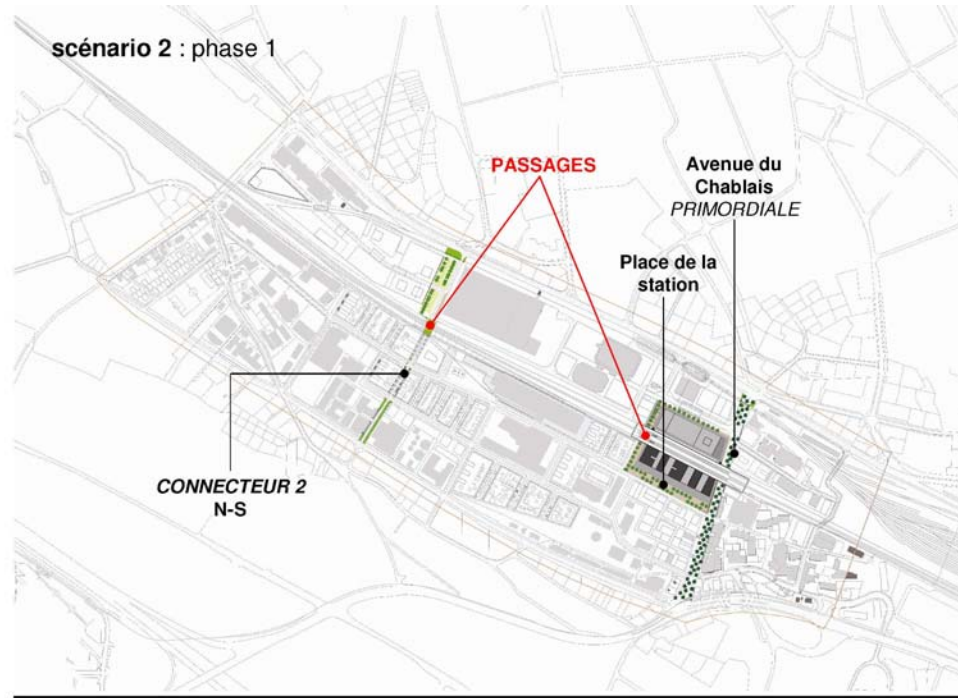 scénario 2 : phase 1
PASSAGES
Avenue du
Chablais
PRIMORDIALE
Place de la
station
CONNECTEUR 2
N-S